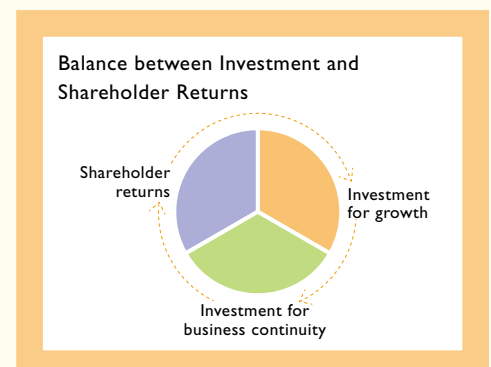 Balance between Investment and
Shareholder Returns
Shareholder
returns
Investment
for growth
Investment for
business continuity